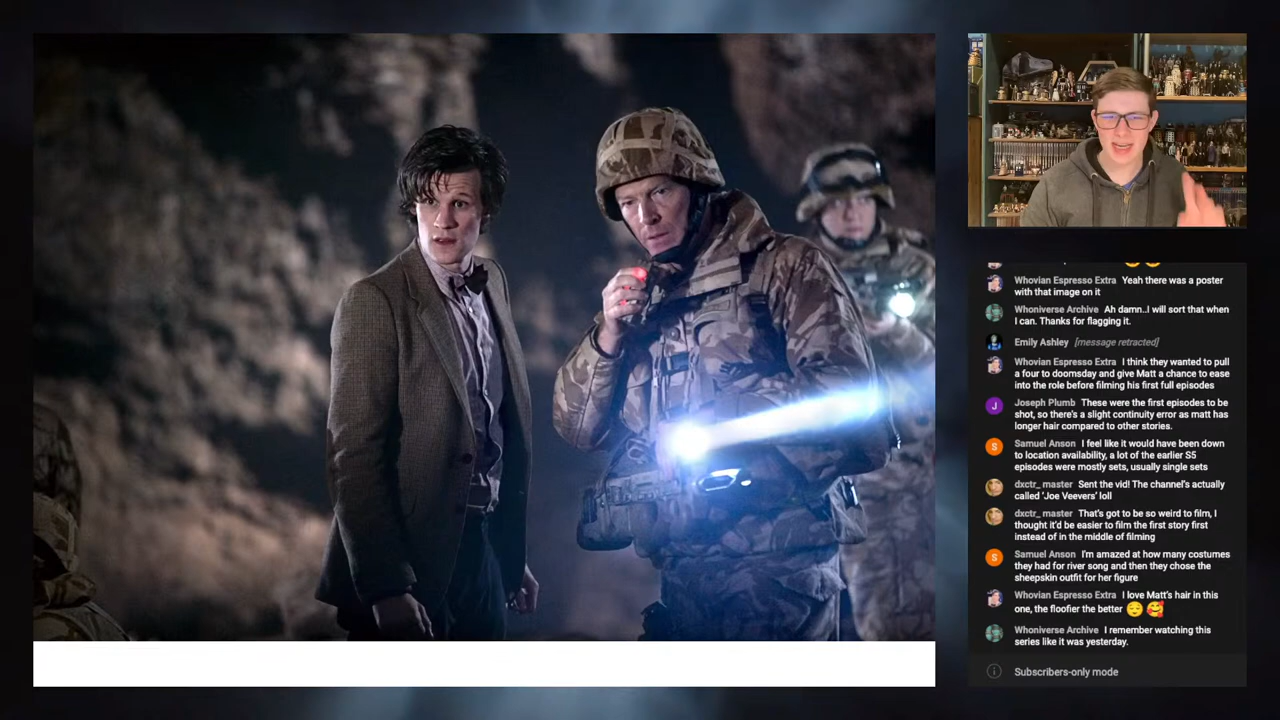 Whovian Espresso Extra Yeah there was a poster
with that image on it
Whoniverse Archive Ah damn..I will sort that when
I can. Thanks for flagging it.
Emily Ashley [message retracted]
Whovian Espresso Extra I think they wanted to pull
a four to doomsday and give Matt a chance to ease
into the role before filming his first full episodes
J
Joseph Plumb These were the first episodes to be
shot, so there's a slight continuity error as matt has
longer hair compared to other stories.
S
Samuel Anson I feel like it would have been down
to location availability, a lot of the earlier S5
episodes were mostly sets, usually single sets
dxctr_ master Sent the vid! The channel's actually
called 'Joe Veevers' loll
dxctr_ master That's got to be so weird to film, I
thought it'd be easier to film the first story first
instead of in the middle of filming
S
Samuel Anson I'm amazed at how many costumes
they had for river song and then they chose the
sheepskin outfit for her figure
Whovian Espresso Extra I love Matt's hair in this
one, the floofier the better 😌 🥰
Whoniverse Archive I remember watching this
series like it was yesterday.
Subscribers-only mode